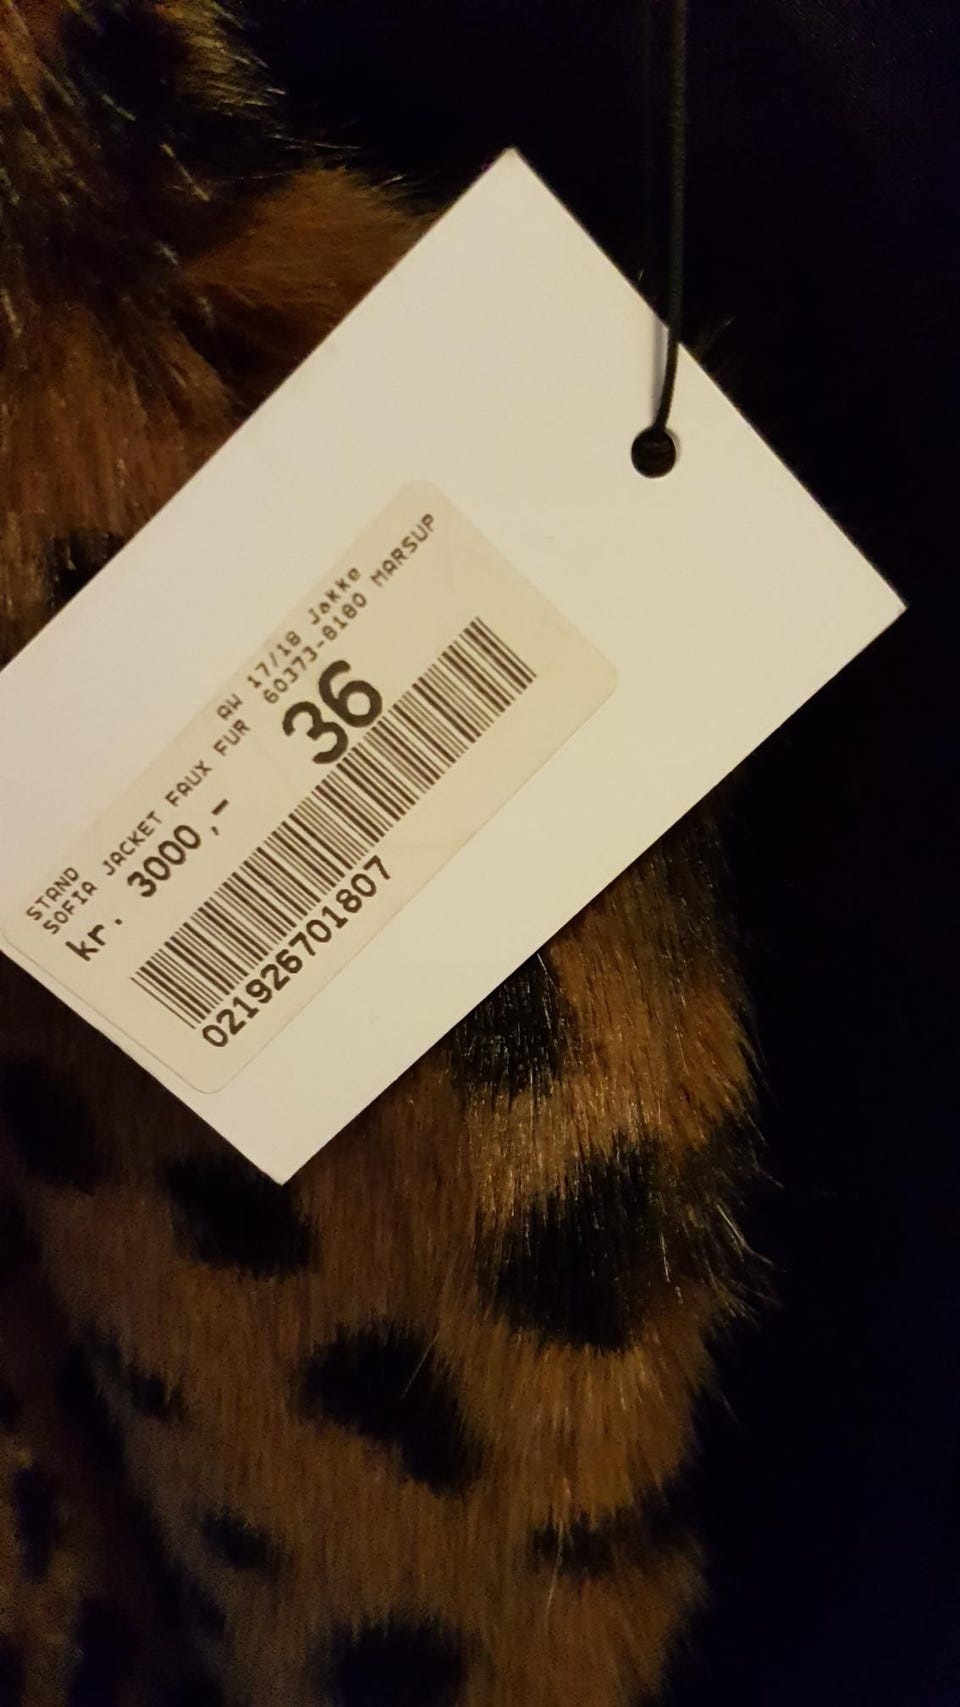 STAND AW 17/18 Jakke
SOFIA JACKET FAUX FUR 60373-8180 MARSUP
kr. 3000,- 36
021926701807